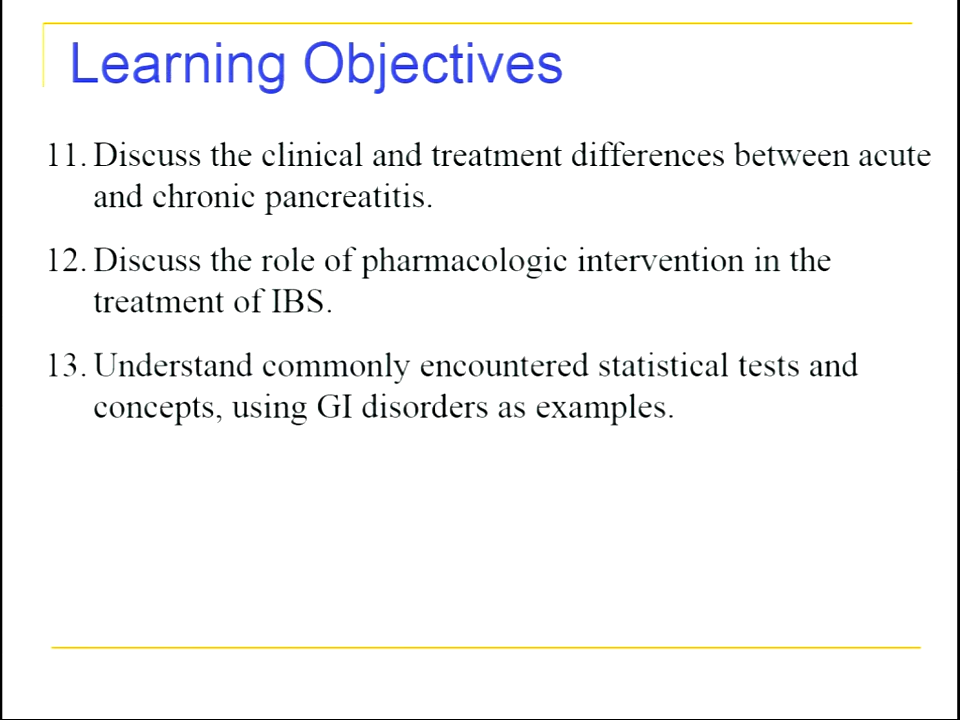 Learning Objectives
11. Discuss the clinical and treatment differences between acute
and chronic pancreatitis.
12. Discuss the role of pharmacologic intervention in the
treatment of IBS.
13. Understand commonly encountered statistical tests and
concepts, using GI disorders as examples.